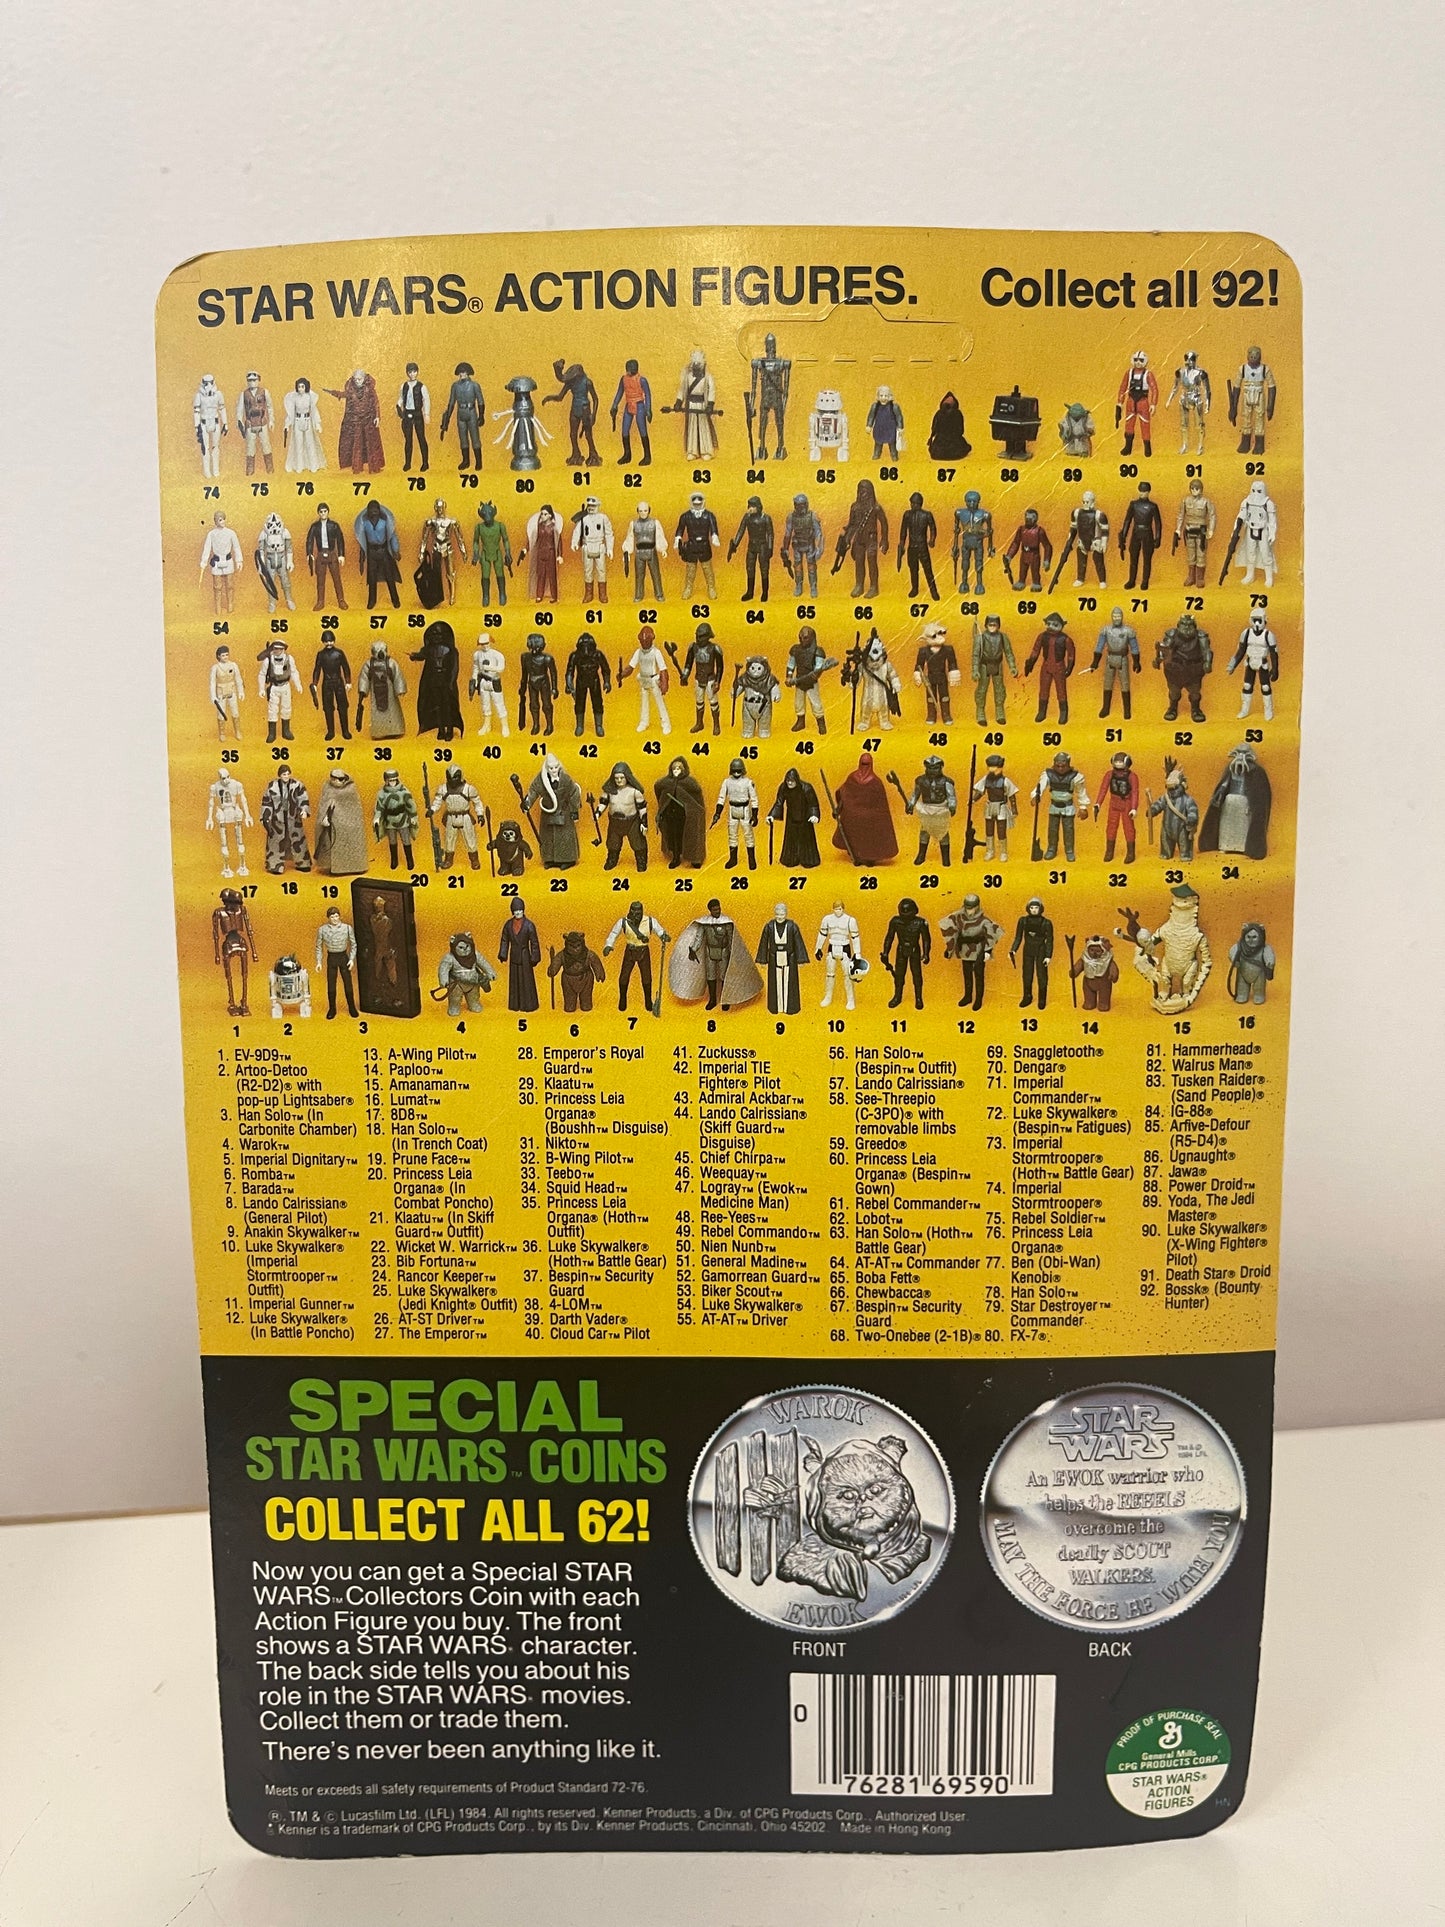 STAR WARS® ACTION FIGURES. Collect all 92!
74 75 76 77 78 79 80 81 82 83 84 85 86 87 88 89 90 91 92
54 55 56 57 58 59 60 61 62 63 64 65 66 67 68 69 70 71 72 73
35 36 37 38 39 40 41 42 43 44 45 46 47 48 49 50 51 52 53
17 18 19 20 21 22 23 24 25 26 27 28 29 30 31 32 33 34
1 2 3 4 5 6 7 8 9 10 11 12 13 14 15 16
1. EV-9D9™
2. Artoo-Detoo
(R2-D2)® with
pop-up Lightsaber®
3. Han Solo™ (In
Carbonite Chamber)
4. Warok™
5. Imperial Dignitary™
6. Romba™
7. Barada™
8. Lando Calrissian®
(General Pilot)
9. Anakin Skywalker™
10. Luke Skywalker®
(Imperial
Stormtrooper™
Outfit)
11. Imperial Gunner™
12. Luke Skywalker®
(In Battle Poncho)
13. A-Wing Pilot™
14. Paploo™
15. Amanaman™
16. Lumat™
17. 8D8™
18. Han Solo™
(In Trench Coat)
19. Prune Face™
20. Princess Leia
Organa® (In
Combat Poncho)
21. Klaatu™ (In Skiff
Guard™ Outfit)
22. Wicket W. Warrick™
23. Bib Fortuna™
24. Rancor Keeper™
25. Luke Skywalker®
(Jedi Knight® Outfit)
26. AT-ST Driver™
27. The Emperor™
28. Emperor's Royal
Guard™
29. Klaatu™
30. Princess Leia
Organa®
(Boushh™ Disguise)
31. Nikto™
32. B-Wing Pilot™
33. Teebo™
34. Squid Head™
35. Princess Leia
Organa® (Hoth™
Outfit)
36. Luke Skywalker®
(Hoth™ Battle Gear)
37. Bespin™ Security
Guard
38. 4-LOM™
39. Darth Vader®
40. Cloud Car™ Pilot
41. Zuckuss®
42. Imperial TIE
Fighter® Pilot
43. Admiral Ackbar™
44. Lando Calrissian®
(Skiff Guard™
Disguise)
45. Chief Chirpa™
46. Weequay™
47. Logray™ (Ewok™
Medicine Man)
48. Ree-Yees™
49. Rebel Commando™
50. Nien Nunb™
51. General Madine™
52. Gamorrean Guard™
53. Biker Scout™
54. Luke Skywalker®
55. AT-AT™ Driver
56. Han Solo™
(Bespin™ Outfit)
57. Lando Calrissian®
58. See-Threepio
(C-3PO)® with
removable limbs
59. Greedo®
60. Princess Leia
Organa® (Bespin™
Gown)
61. Rebel Commander™
62. Lobot™
63. Han Solo™ (Hoth™
Battle Gear)
64. AT-AT™ Commander
65. Boba Fett®
66. Chewbacca®
67. Bespin™ Security
Guard
68. Two-Onebee (2-1B)®
69. Snaggletooth®
70. Dengar®
71. Imperial
Commander™
72. Luke Skywalker®
(Bespin™ Fatigues)
73. Imperial
Stormtrooper®
(Hoth™ Battle Gear)
74. Imperial
Stormtrooper®
75. Rebel Soldier™
76. Princess Leia
Organa®
77. Ben (Obi-Wan)
Kenobi®
78. Han Solo™
79. Star Destroyer™
Commander
80. FX-7®
81. Hammerhead®
82. Walrus Man®
83. Tusken Raider®
(Sand People)®
84. IG-88®
85. Arfive-Defour
(R5-D4)®
86. Ugnaught®
87. Jawa®
88. Power Droid™
89. Yoda, The Jedi
Master®
90. Luke Skywalker®
(X-Wing Fighter®
Pilot)
91. Death Star® Droid
92. Bossk® (Bounty
Hunter)
SPECIAL
STAR WARS™ COINS
COLLECT ALL 62!
Now you can get a Special STAR
WARS™ Collectors Coin with each
Action Figure you buy. The front
shows a STAR WARS® character.
The back side tells you about his
role in the STAR WARS® movies.
Collect them or trade them.
There's never been anything like it.
WAROK
EWOK
FRONT
STAR
WARS
TM & ©
1984 LFL
An EWOK warrior who
helps the REBELS
overcome the
deadly SCOUT
WALKERS.
MAY THE FORCE BE WITH YOU
BACK
0 76281 69590
PROOF OF PURCHASE SEAL
G
General Mills
CPG PRODUCTS CORP.
STAR WARS®
ACTION
FIGURES
HN
Meets or exceeds all safety requirements of Product Standard 72-76.
®, TM & © Lucasfilm Ltd. (LFL) 1984. All rights reserved. Kenner Products, a Div. of CPG Products Corp., Authorized User.
* Kenner is a trademark of CPG Products Corp., by its Div. Kenner Products, Cincinnati, Ohio 45202. Made in Hong Kong.